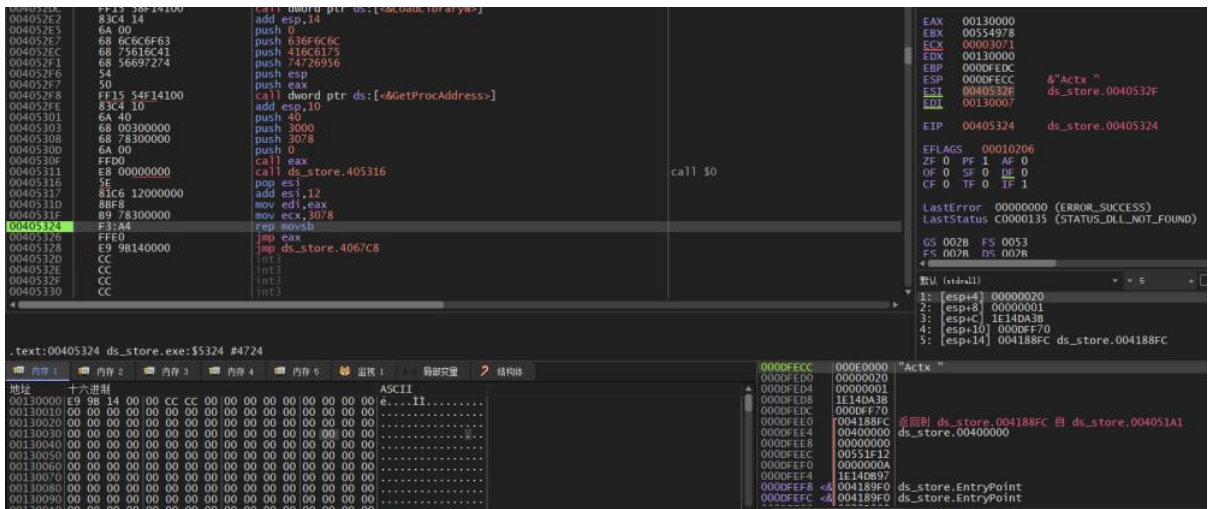 004052DC FF15 58F14100 call dword ptr ds:[<&LoadLibraryW>]
004052E2 83C4 14 add esp,14
004052E5 6A 00 push 0
004052E7 68 6C6C6F63 push 636F6C6C
004052EC 68 75616C41 push 416C6175
004052F1 68 56697274 push 74726956
004052F6 54 push esp
004052F7 50 push eax
004052F8 FF15 54F14100 call dword ptr ds:[<&GetProcAddress>]
004052FE 83C4 10 add esp,10
00405301 6A 40 push 40
00405303 68 00300000 push 3000
00405308 68 78300000 push 3078
0040530D 6A 00 push 0
0040530F FFD0 call eax
00405311 E8 00000000 call ds_store.405316 call $0
00405316 5E pop esi
00405317 81C6 12000000 add esi,12
0040531D 8BF8 mov edi,eax
0040531F B9 78300000 mov ecx,3078
00405324 F3:A4 rep movsb
00405326 FFE0 jmp eax
00405328 E9 9B140000 jmp ds_store.4067C8
0040532D CC int3
0040532E CC int3
0040532F CC int3
00405330 CC int3
.text:00405324 ds_store.exe:$5324 #4724
EAX 00130000
EBX 00554978
ECX 00003071
EDX 00130000
EBP 000DFEDC
ESP 000DFECC &"Actx "
ESI 0040532F ds_store.0040532F
EDI 00130007
EIP 00405324 ds_store.00405324
EFLAGS 00010206
ZF 0 PF 1 AF 0
OF 0 SF 0 DF 0
CF 0 TF 0 IF 1
LastError 00000000 (ERROR_SUCCESS)
LastStatus C0000135 (STATUS_DLL_NOT_FOUND)
GS 002B FS 0053
ES 002B DS 002B
默认 (stdcall) 5
1: [esp+4] 00000020
2: [esp+8] 00000001
3: [esp+C] 1E14DA3B
4: [esp+10] 000DFF70
5: [esp+14] 004188FC ds_store.004188FC
内存 1 内存 2 内存 3 内存 4 内存 5 监视 1 局部变量 结构体
地址 十六进制 ASCII
00130000 E9 9B 14 00 00 CC CC 00 00 00 00 00 00 00 00 00 é....ÌÌ.........
00130010 00 00 00 00 00 00 00 00 00 00 00 00 00 00 00 00 ................
00130020 00 00 00 00 00 00 00 00 00 00 00 00 00 00 00 00 ................
00130030 00 00 00 00 00 00 00 00 00 00 00 00 00 00 00 00 ................
00130040 00 00 00 00 00 00 00 00 00 00 00 00 00 00 00 00 ................
00130050 00 00 00 00 00 00 00 00 00 00 00 00 00 00 00 00 ................
00130060 00 00 00 00 00 00 00 00 00 00 00 00 00 00 00 00 ................
00130070 00 00 00 00 00 00 00 00 00 00 00 00 00 00 00 00 ................
00130080 00 00 00 00 00 00 00 00 00 00 00 00 00 00 00 00 ................
00130090 00 00 00 00 00 00 00 00 00 00 00 00 00 00 00 00 ................
000DFECC 000E0000 "Actx "
000DFED0 00000020
000DFED4 00000001
000DFED8 1E14DA3B
000DFEDC 000DFF70
000DFEE0 004188FC 返回到 ds_store.004188FC 自 ds_store.004051A1
000DFEE4 00400000 ds_store.00400000
000DFEE8 00000000
000DFEEC 00551F12
000DFEF0 0000000A
000DFEF4 1E14DB97
000DFEF8 <& 004189F0 ds_store.EntryPoint
000DFEFC <& 004189F0 ds_store.EntryPoint